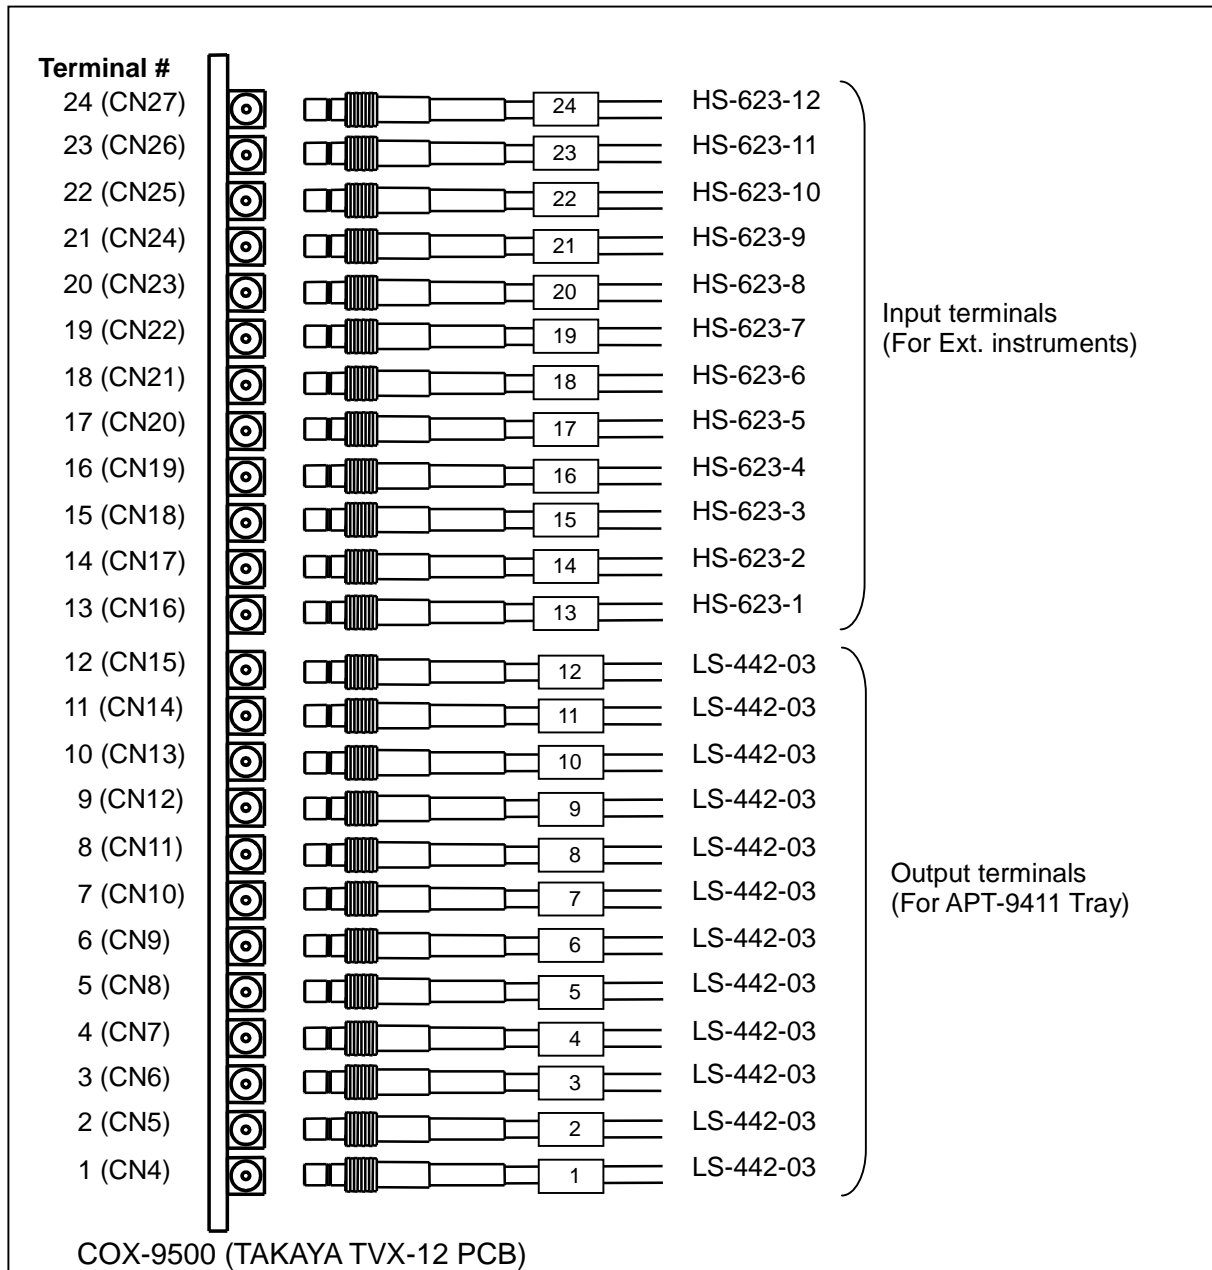 Terminal #
24 (CN27) 24 HS-623-12
23 (CN26) 23 HS-623-11
22 (CN25) 22 HS-623-10
21 (CN24) 21 HS-623-9
20 (CN23) 20 HS-623-8
19 (CN22) 19 HS-623-7
18 (CN21) 18 HS-623-6
17 (CN20) 17 HS-623-5
16 (CN19) 16 HS-623-4
15 (CN18) 15 HS-623-3
14 (CN17) 14 HS-623-2
13 (CN16) 13 HS-623-1
Input terminals
(For Ext. instruments)
12 (CN15) 12 LS-442-03
11 (CN14) 11 LS-442-03
10 (CN13) 10 LS-442-03
9 (CN12) 9 LS-442-03
8 (CN11) 8 LS-442-03
7 (CN10) 7 LS-442-03
6 (CN9) 6 LS-442-03
5 (CN8) 5 LS-442-03
4 (CN7) 4 LS-442-03
3 (CN6) 3 LS-442-03
2 (CN5) 2 LS-442-03
1 (CN4) 1 LS-442-03
Output terminals
(For APT-9411 Tray)
COX-9500 (TAKAYA TVX-12 PCB)